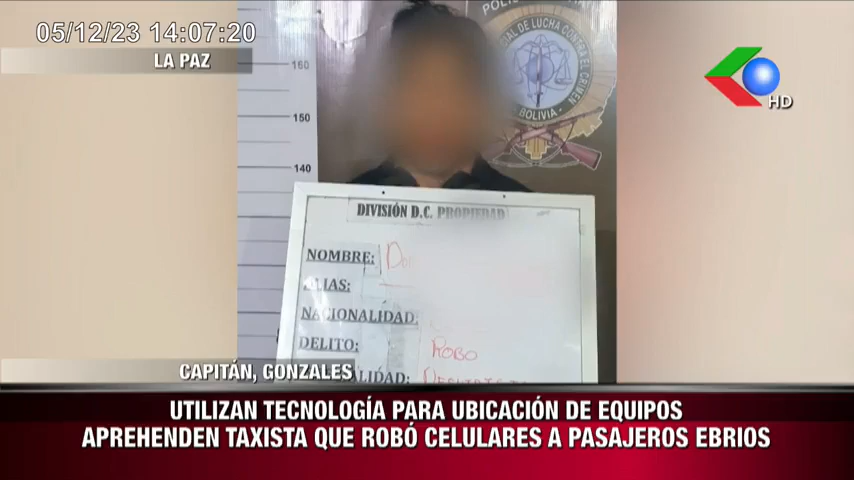 05/12/23 14:07:20
LA PAZ
HD
160
150
140
BOLIVIA
DIVISIÓN D.C. PROPIEDAD
NOMBRE:
ALIAS:
NACIONALIDAD:
DELITO: ROBO
CAPITÁN, GONZALES
UTILIZAN TECNOLOGÍA PARA UBICACIÓN DE EQUIPOS
APREHENDEN TAXISTA QUE ROBÓ CELULARES A PASAJEROS EBRIOS